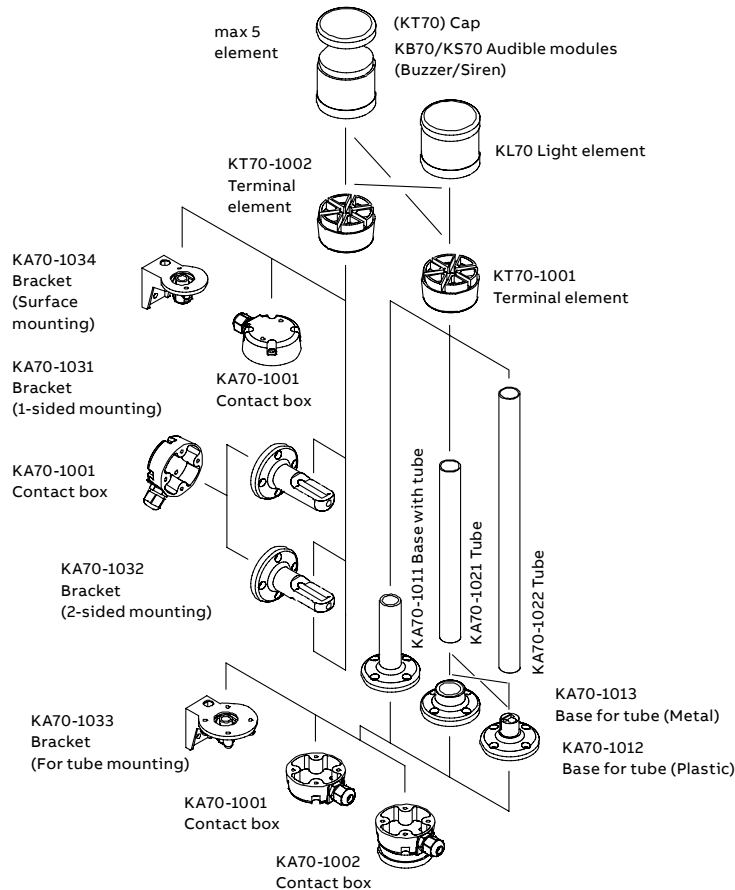 max 5
element
(KT70) Cap
KB70/KS70 Audible modules
(Buzzer/Siren)
KL70 Light element
KT70-1002
Terminal
element
KT70-1001
Terminal element
KA70-1034
Bracket
(Surface
mounting)
KA70-1001
Contact box
KA70-1031
Bracket
(1-sided mounting)
KA70-1001
Contact box
KA70-1032
Bracket
(2-sided mounting)
KA70-1011 Base with tube
KA70-1021 Tube
KA70-1022 Tube
KA70-1013
Base for tube (Metal)
KA70-1012
Base for tube (Plastic)
KA70-1033
Bracket
(For tube mounting)
KA70-1001
Contact box
KA70-1002
Contact box